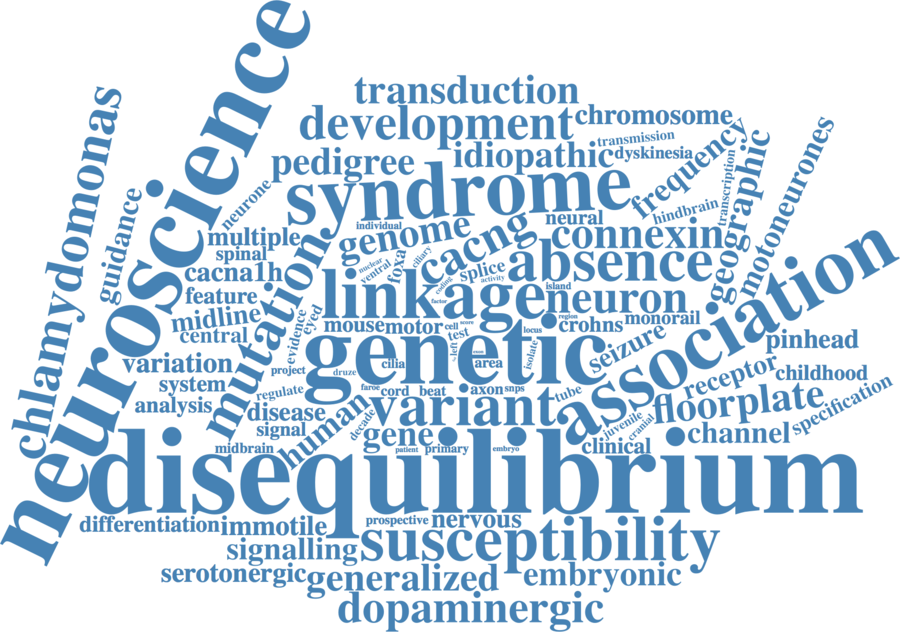 neuroscience
transduction
development
chromosome
transmission
chlamydomonas
guidance
pedigree
idiopathic
dyskinesia
frequency
neurone
syndrome
transcription
geographic
motoneurones
hindbrain
individual
neural
multiple
genome
cacng
connexin
spinal
nuclear
ventral
foxa
ciliary
splice
absence
cacna1h
coding
activity
island
linkage
factor
neuron
association
feature
mutation
midline
evidence
eyed
mouse
motor
cell
score
test
left
locus
region
crohns
monorail
central
genetic
isolate
seizure
pinhead
variation
project
druze
cilia
exon
area
receptor
childhood
system
regulate
faroe
cord
beat
axon
snps
tube
analysis
disease
human
decade
variant
floorplate
specification
signal
gene
juvenile
cranial
channel
midbrain
patient
primary
embryo
clinical
disequilibrium
differentiation
immotile
prospective
nervous
signalling
susceptibility
serotonergic
generalized
embryonic
dopaminergic